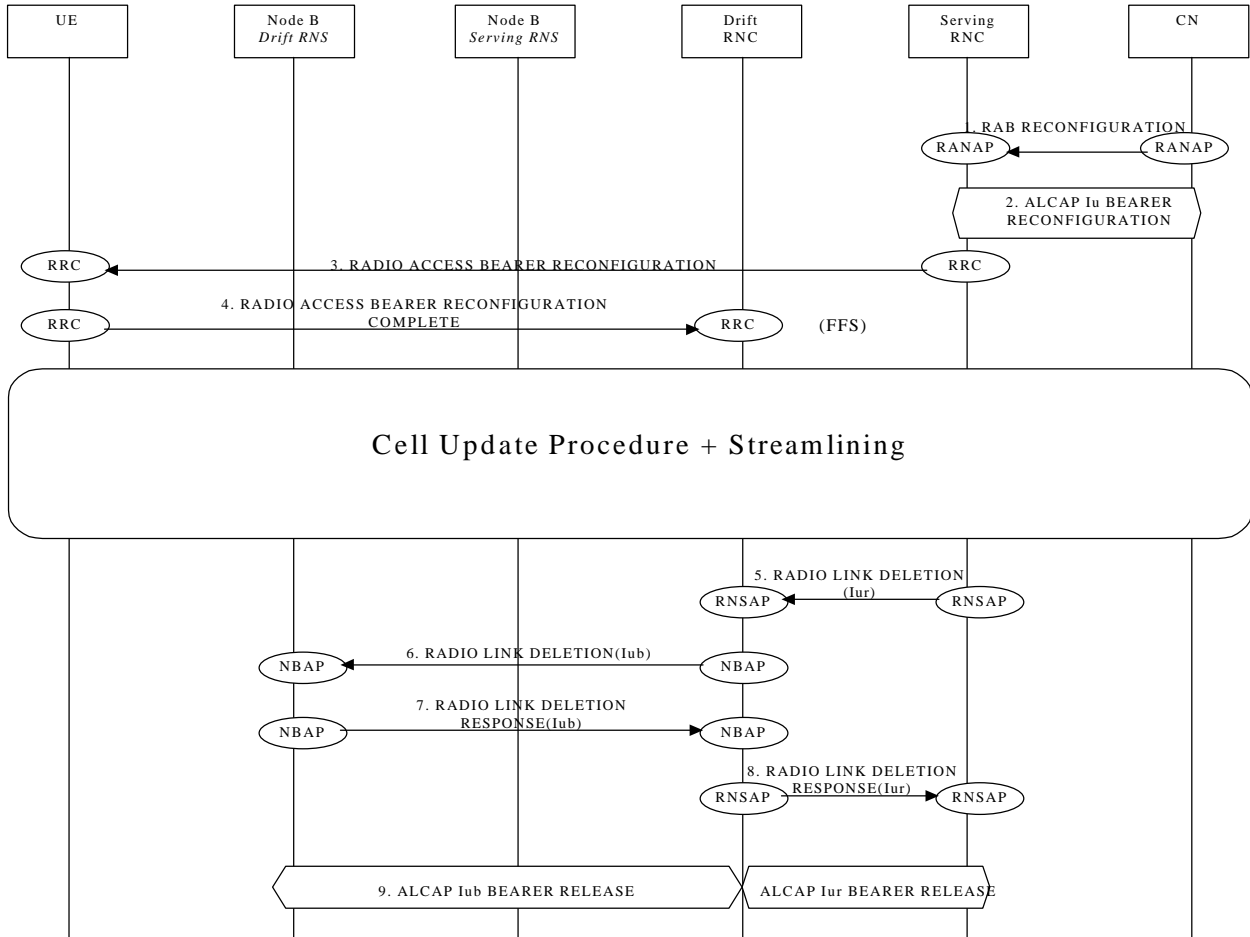 UE
Node B
Drift RNS
Node B
Serving RNS
Drift
RNC
Serving
RNC
CN
1. RAB RECONFIGURATION
RANAP
RANAP
2. ALCAP Iu BEARER
RECONFIGURATION
RRC
3. RADIO ACCESS BEARER RECONFIGURATION
RRC
4. RADIO ACCESS BEARER RECONFIGURATION
COMPLETE
RRC
RRC
(FFS)
Cell Update Procedure + Streamlining
5. RADIO LINK DELETION
(Iur)
RNSAP
RNSAP
6. RADIO LINK DELETION(Iub)
NBAP
NBAP
7. RADIO LINK DELETION
RESPONSE(Iub)
NBAP
NBAP
8. RADIO LINK DELETION
RESPONSE(Iur)
RNSAP
RNSAP
9. ALCAP Iub BEARER RELEASE
ALCAP Iur BEARER RELEASE